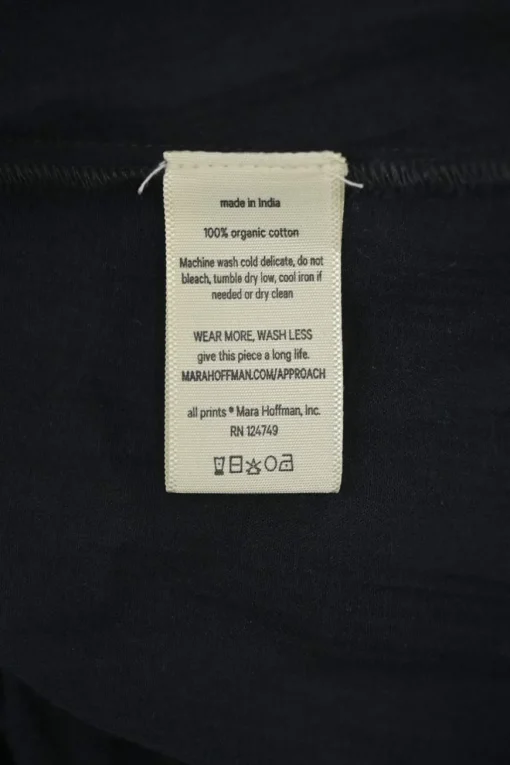 made in India
100% organic cotton
Machine wash cold delicate, do not
bleach, tumble dry low, cool iron if
needed or dry clean
WEAR MORE, WASH LESS
give this piece a long life.
MARAHOFFMAN.COM/APPROACH
all prints ® Mara Hoffman, Inc.
RN 124749